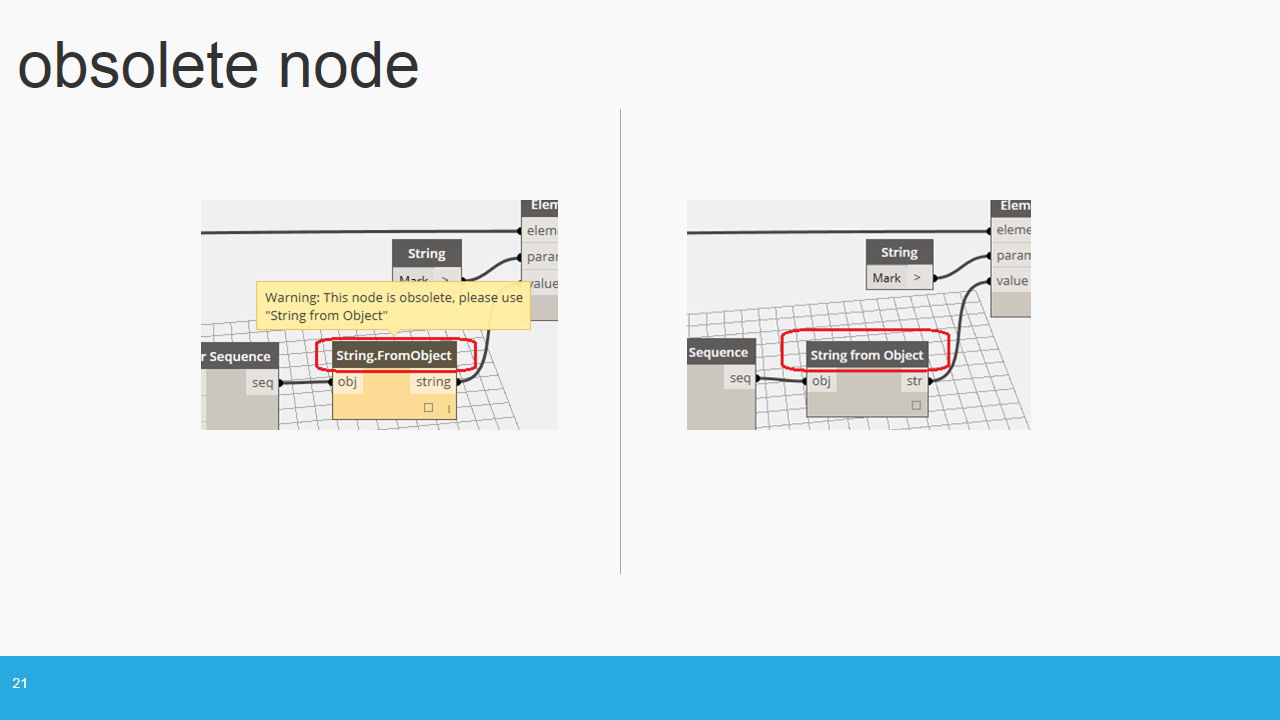 obsolete node
Elem
eleme
String
paran
Mark >
value
Warning: This node is obsolete, please use
"String from Object"
r Sequence
String.FromObject
seq
obj
string
Elem
eleme
String
param
Mark >
value
Sequence
String from Object
seq
obj
str
21